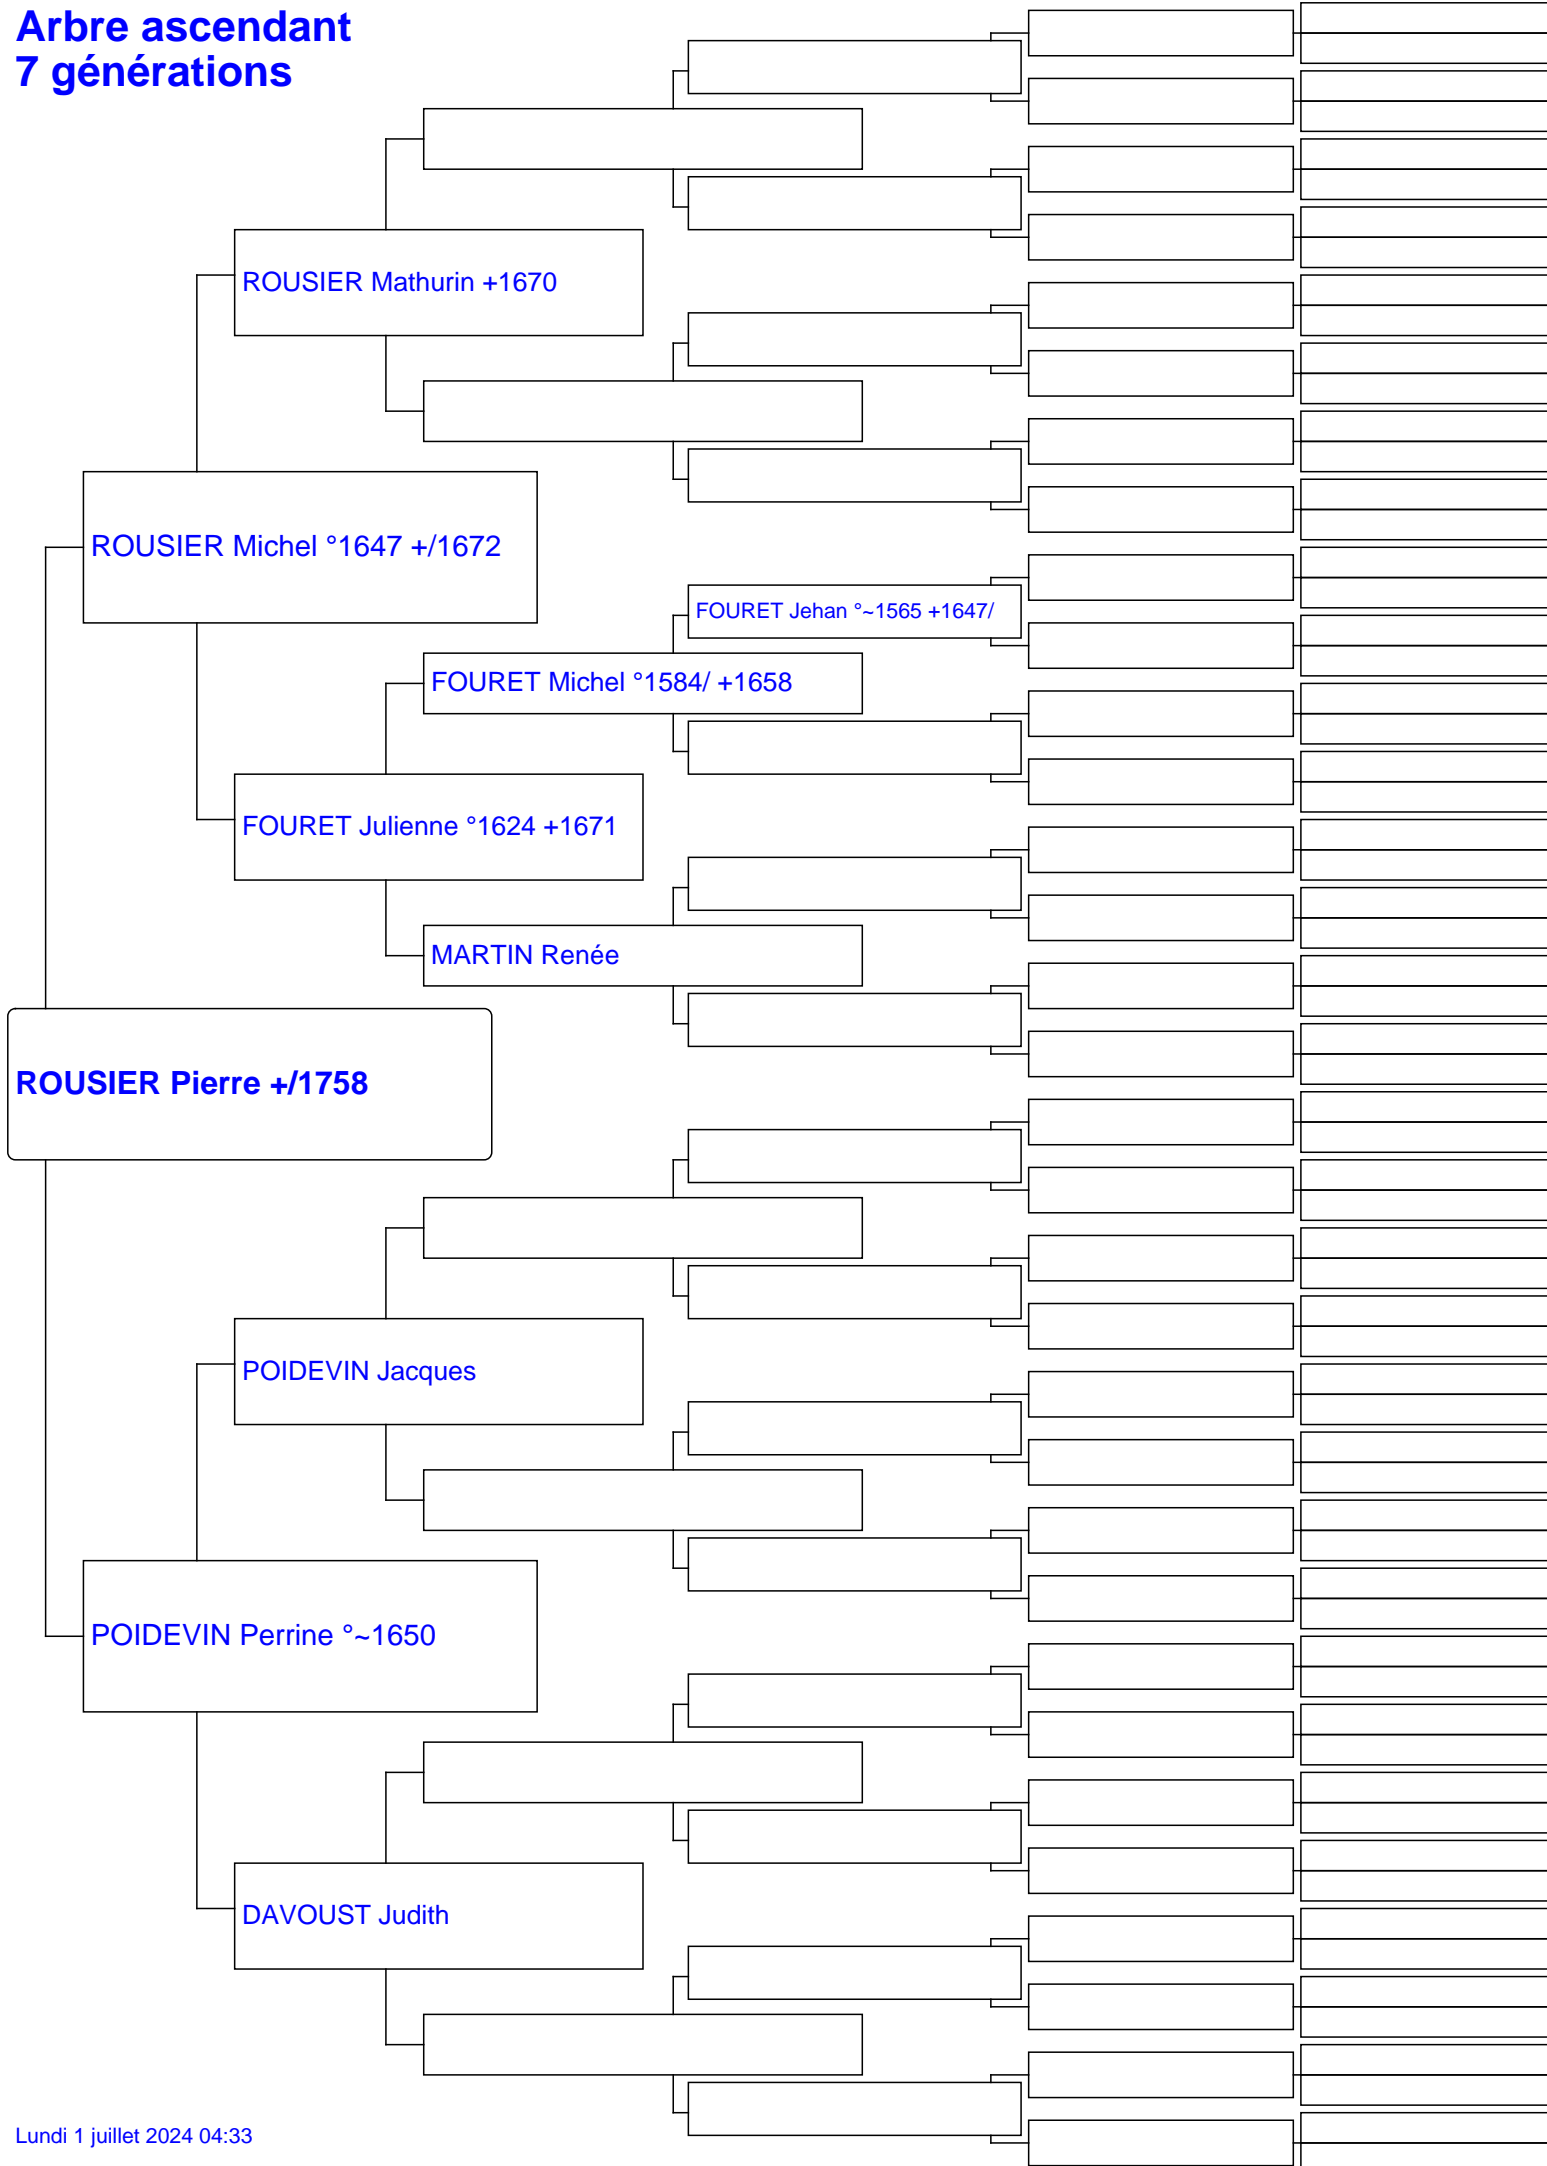 Arbre ascendant
7 générations
ROUSIER Mathurin +1670
ROUSIER Michel °1647 +/1672
FOURET Jehan °~1565 +1647/
FOURET Michel °1584/ +1658
FOURET Julienne °1624 +1671
MARTIN Renée
ROUSIER Pierre +/1758
POIDEVIN Jacques
POIDEVIN Perrine °~1650
DAVOUST Judith
Lundi 1 juillet 2024 04:33